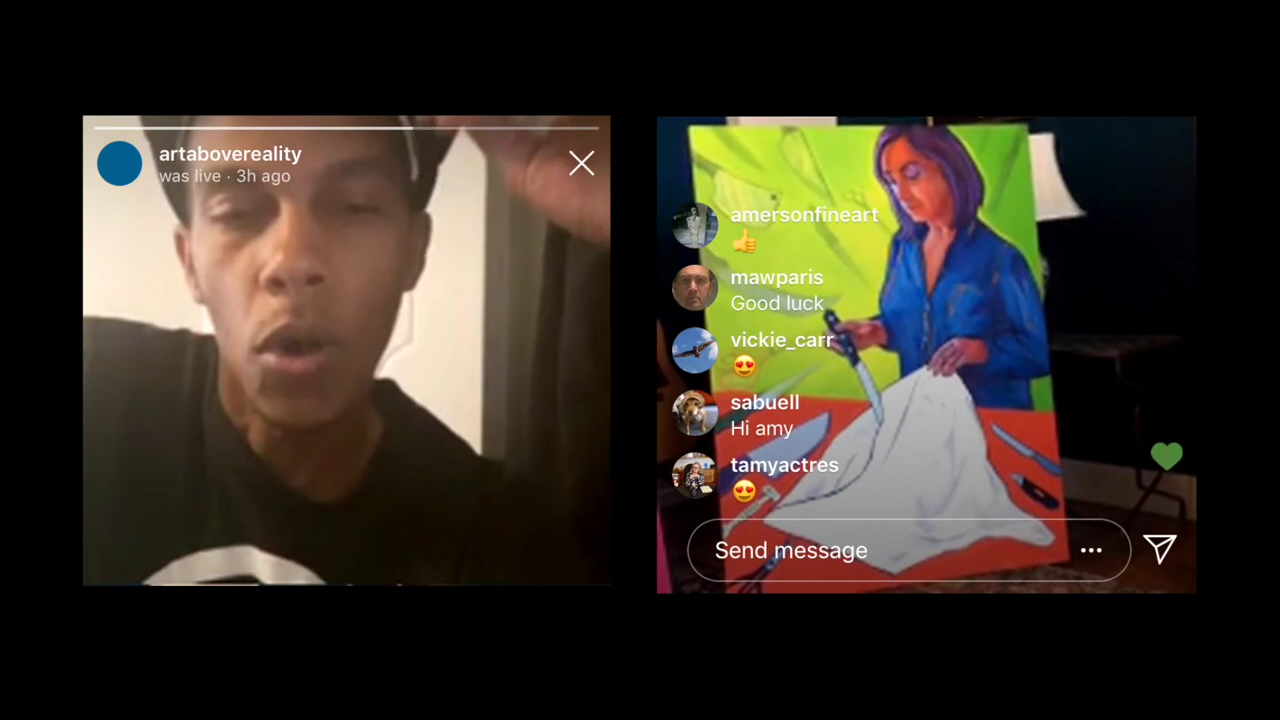 artabovereality
was live · 3h ago
amersonfineart
👍
mawparis
Good luck
vickie_carr
😍
sabuell
Hi amy
tamyactres
😍
Send message